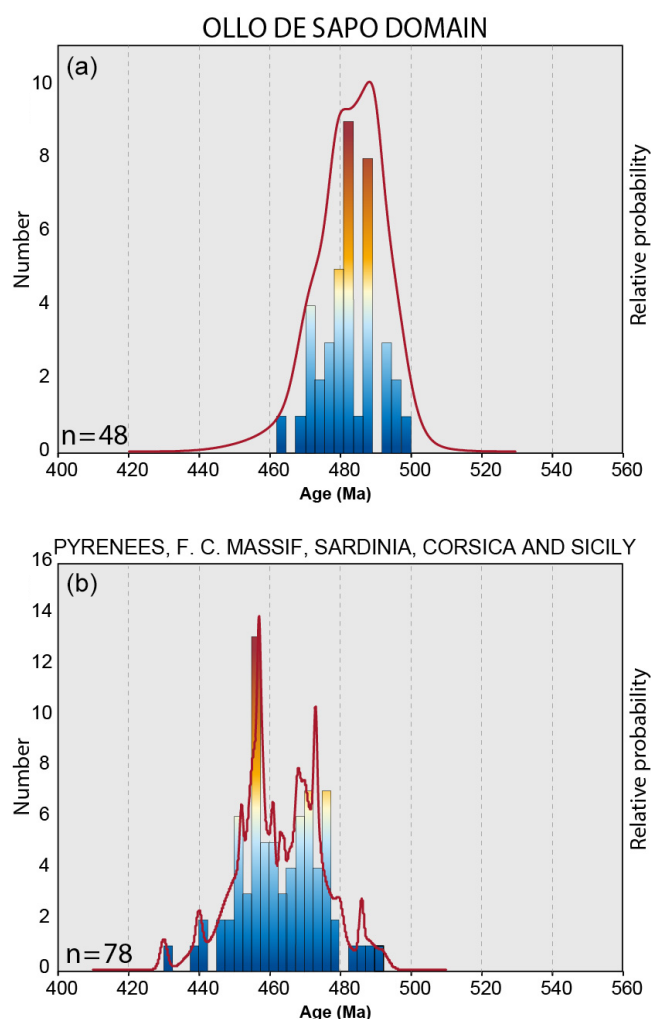 OLLO DE SAPO DOMAIN
(a)
10
8
6
4
2
0
Number
Relative probability
n=48
400 420 440 460 480 500 520 540 560
Age (Ma)
PYRENEES, F. C. MASSIF, SARDINIA, CORSICA AND SICILY
(b)
16
14
12
10
8
6
4
2
0
Number
Relative probability
n=78
400 420 440 460 480 500 520 540 560
Age (Ma)